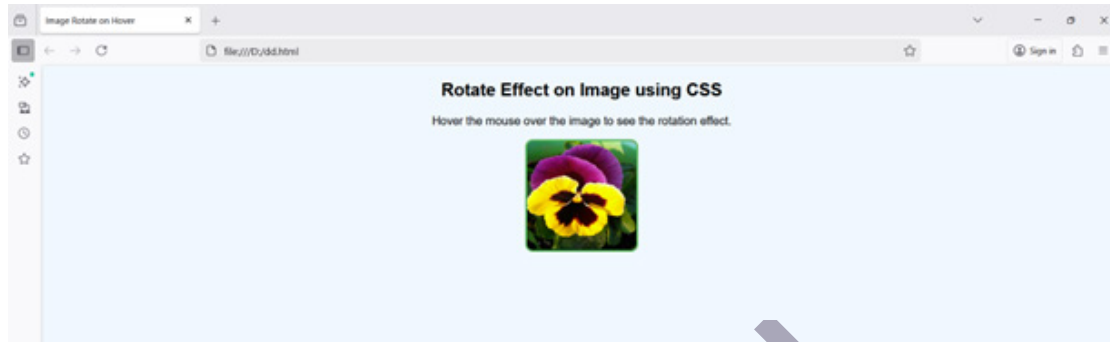 Image Rotate on Hover
file:///D:/dd.html
Sign in
Rotate Effect on Image using CSS
Hover the mouse over the image to see the rotation effect.